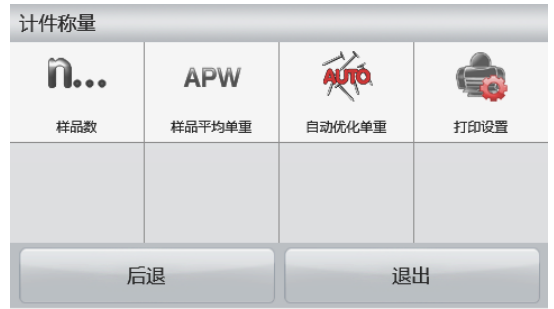 计件称量
n...
APW
AUTO
样品数
样品平均单重
自动优化单重
打印设置
后退
退出